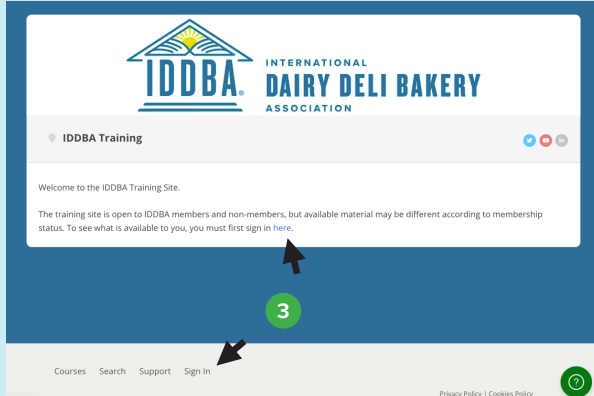 IDDBA®
INTERNATIONAL
DAIRY DELI BAKERY
ASSOCIATION
IDDBA Training
in
Welcome to the IDDBA Training Site.
The training site is open to IDDBA members and non-members, but available material may be different according to membership
status. To see what is available to you, you must first sign in here.
3
Courses Search Support Sign In
?
Privacy Policy | Cookies Policy